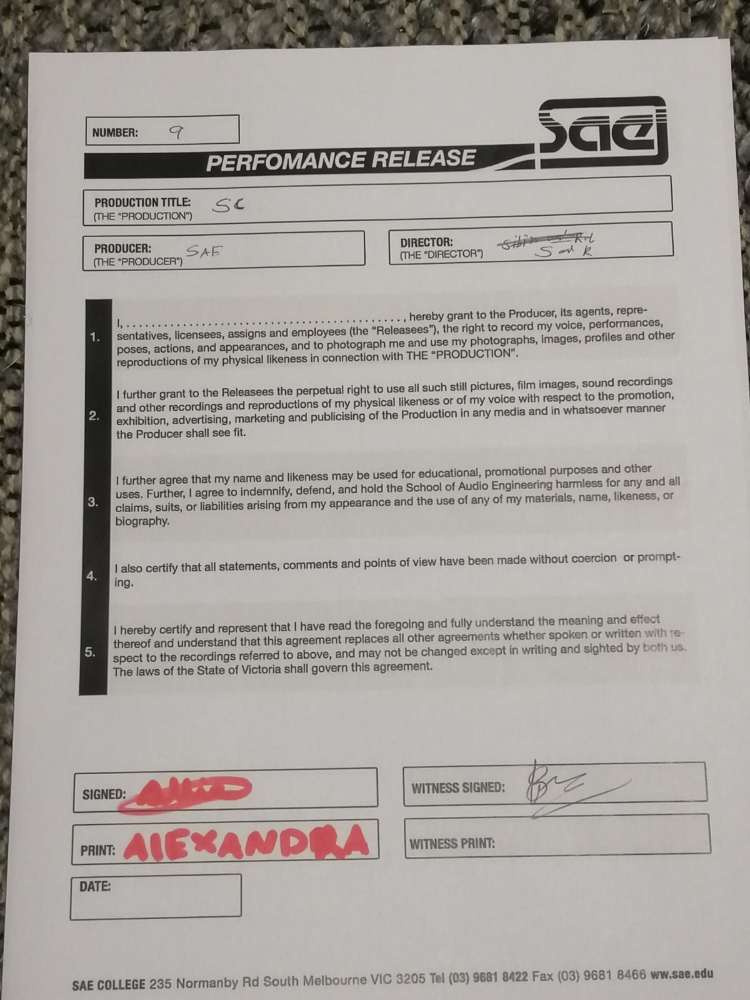 sae
NUMBER: 9
PERFOMANCE RELEASE
PRODUCTION TITLE: SC
(THE "PRODUCTION")
PRODUCER: SAE
(THE "PRODUCER")
DIRECTOR:
(THE "DIRECTOR") S and R
1. I, . . . . . . . . . . . . . . . . . . . . . . . . . . . . . . . . . . . . . . . . . . . ., hereby grant to the Producer, its agents, repre-
sentatives, licensees, assigns and employees (the "Releasees"), the right to record my voice, performances,
poses, actions, and appearances, and to photograph me and use my photographs, images, profiles and other
reproductions of my physical likeness in connection with THE "PRODUCTION".
2. I further grant to the Releasees the perpetual right to use all such still pictures, film images, sound recordings
and other recordings and reproductions of my physical likeness or of my voice with respect to the promotion,
exhibition, advertising, marketing and publicising of the Production in any media and in whatsoever manner
the Producer shall see fit.
3. I further agree that my name and likeness may be used for educational, promotional purposes and other
uses. Further, I agree to indemnify, defend, and hold the School of Audio Engineering harmless for any and all
claims, suits, or liabilities arising from my appearance and the use of any of my materials, name, likeness, or
biography.
4. I also certify that all statements, comments and points of view have been made without coercion or prompt-
ing.
5. I hereby certify and represent that I have read the foregoing and fully understand the meaning and effect
thereof and understand that this agreement replaces all other agreements whether spoken or written with re-
spect to the recordings referred to above, and may not be changed except in writing and sighted by both us.
The laws of the State of Victoria shall govern this agreement.
SIGNED:
WITNESS SIGNED:
PRINT: AlEXANDRA
WITNESS PRINT:
DATE:
SAE COLLEGE 235 Normanby Rd South Melbourne VIC 3205 Tel (03) 9681 8422 Fax (03) 9681 8466 ww.sae.edu